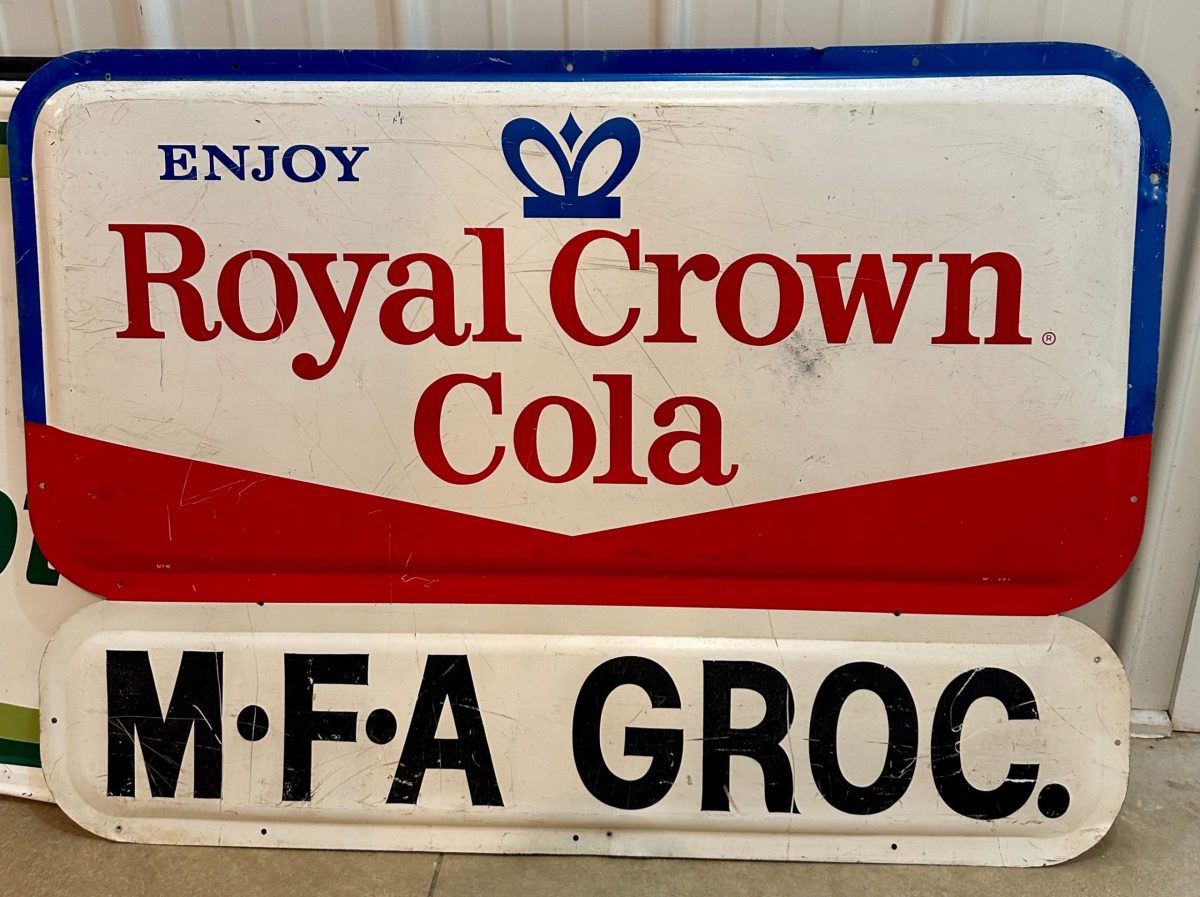 ENJOY
Royal Crown®
Cola
M·F·A GROC.